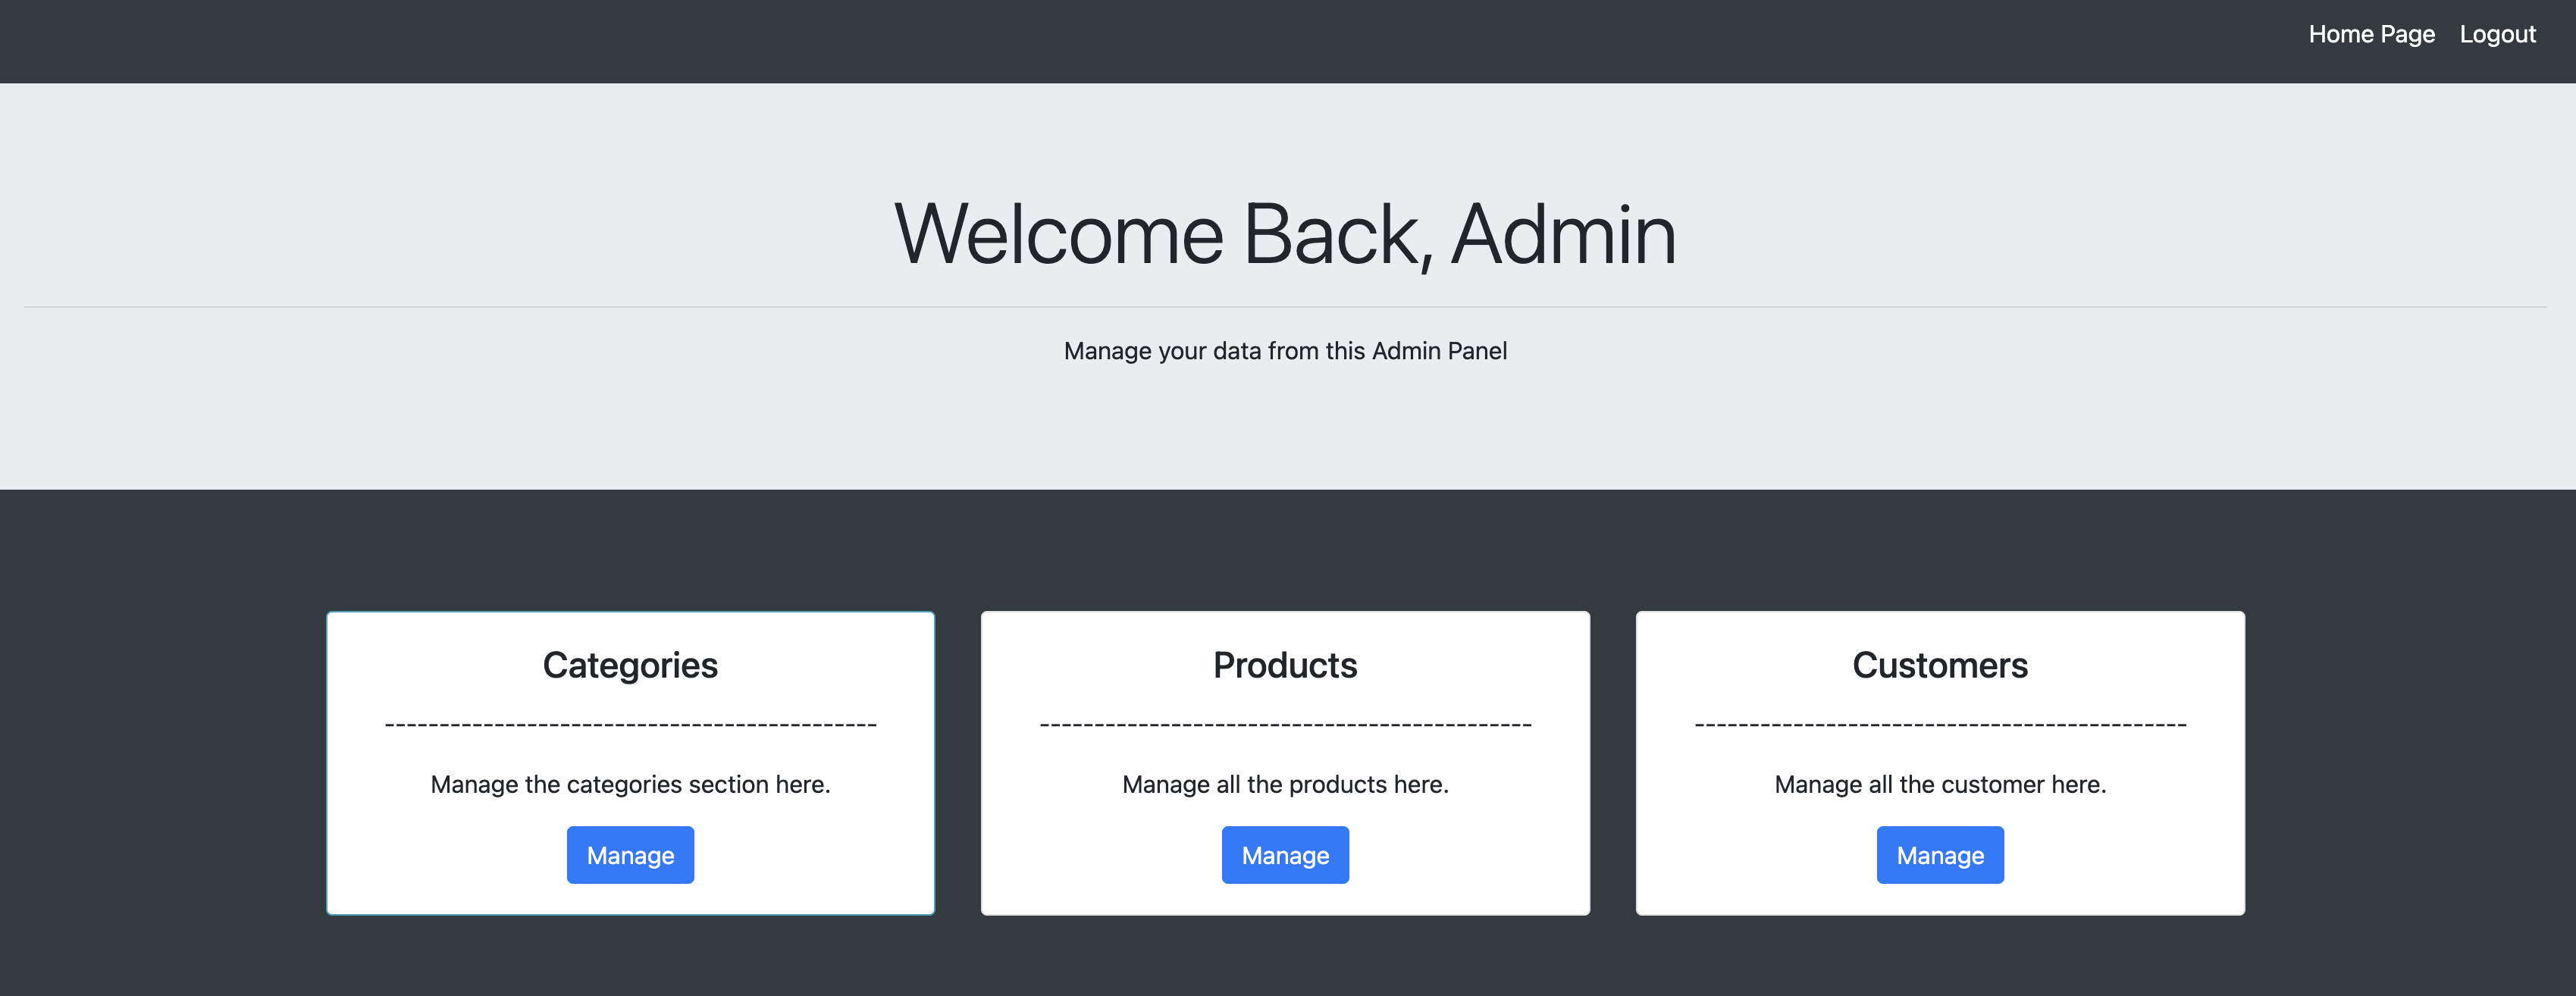 Home Page Logout
Welcome Back, Admin
Manage your data from this Admin Panel
Categories
---------------------------------------------
Manage the categories section here.
Manage
Products
---------------------------------------------
Manage all the products here.
Manage
Customers
---------------------------------------------
Manage all the customer here.
Manage